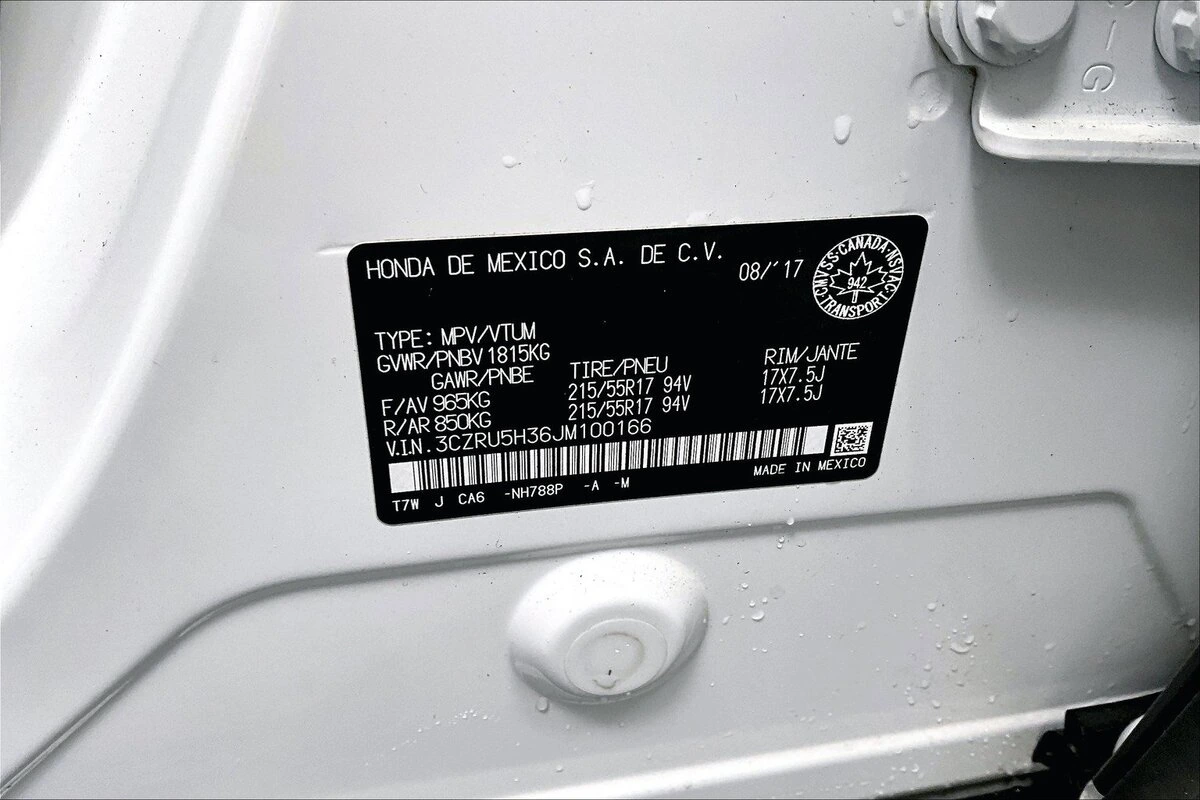 HONDA DE MEXICO S.A. DE C.V.
08/'17
CMVSS·CANADA·NSVAC·TRANSPORT·
942
TYPE: MPV/VTUM
GVWR/PNBV 1815KG
GAWR/PNBE TIRE/PNEU RIM/JANTE
F/AV 965KG 215/55R17 94V 17X7.5J
R/AR 850KG 215/55R17 94V 17X7.5J
V.I.N. 3CZRU5H36JM100166
MADE IN MEXICO
T7W J CA6 -NH788P -A -M